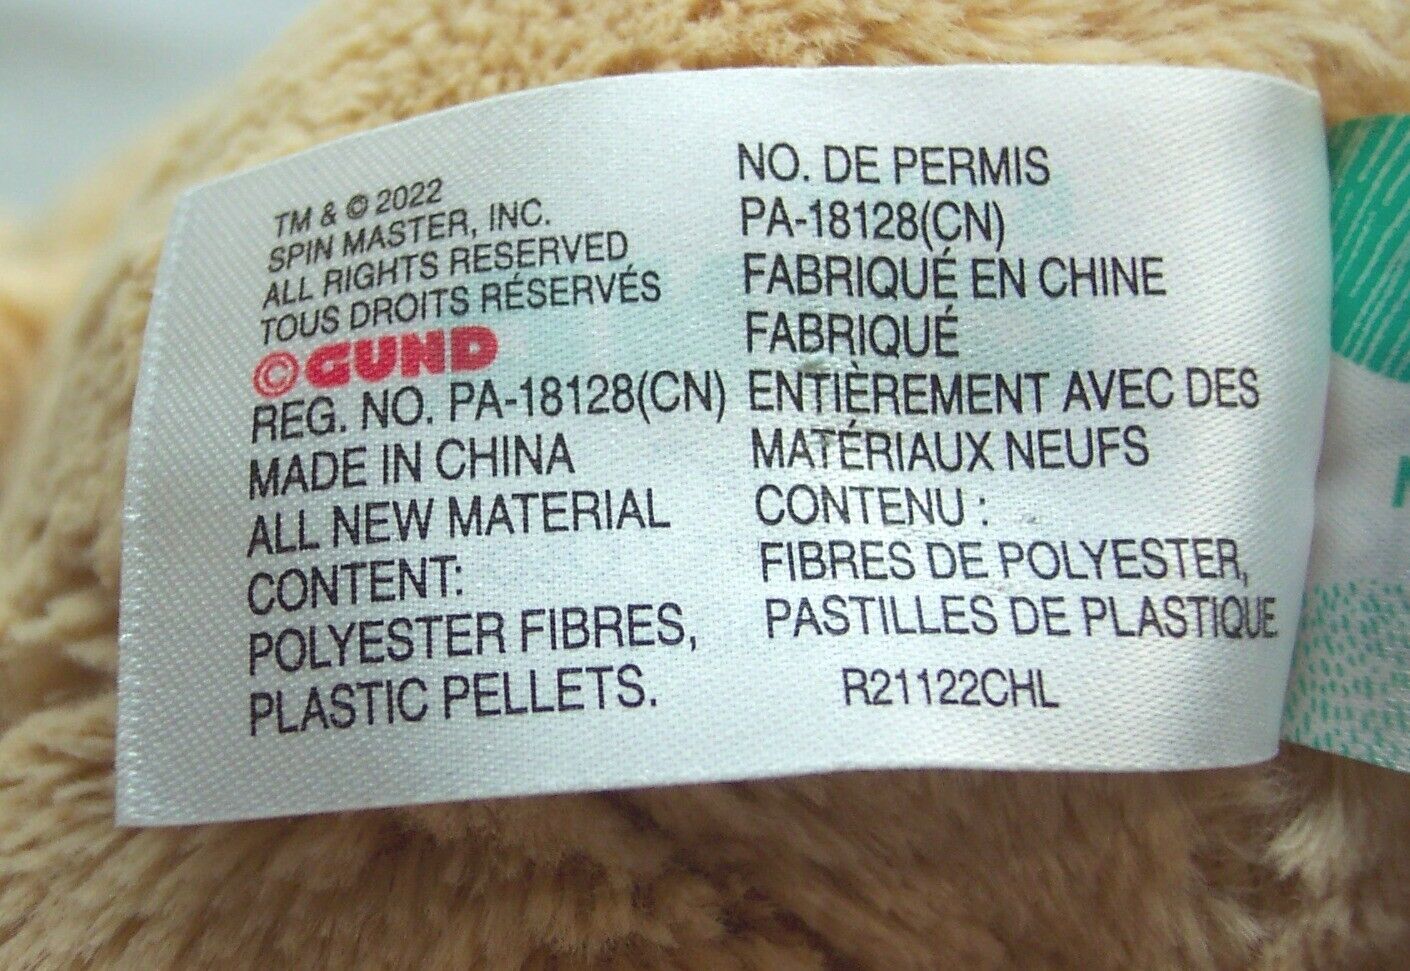 TM & © 2022
SPIN MASTER, INC.
ALL RIGHTS RESERVED
TOUS DROITS RÉSERVÉS
©GUND
REG. NO. PA-18128(CN)
MADE IN CHINA
ALL NEW MATERIAL
CONTENT:
POLYESTER FIBRES,
PLASTIC PELLETS.
NO. DE PERMIS
PA-18128(CN)
FABRIQUÉ EN CHINE
FABRIQUÉ
ENTIÈREMENT AVEC DES
MATÉRIAUX NEUFS
CONTENU :
FIBRES DE POLYESTER,
PASTILLES DE PLASTIQUE
R21122CHL